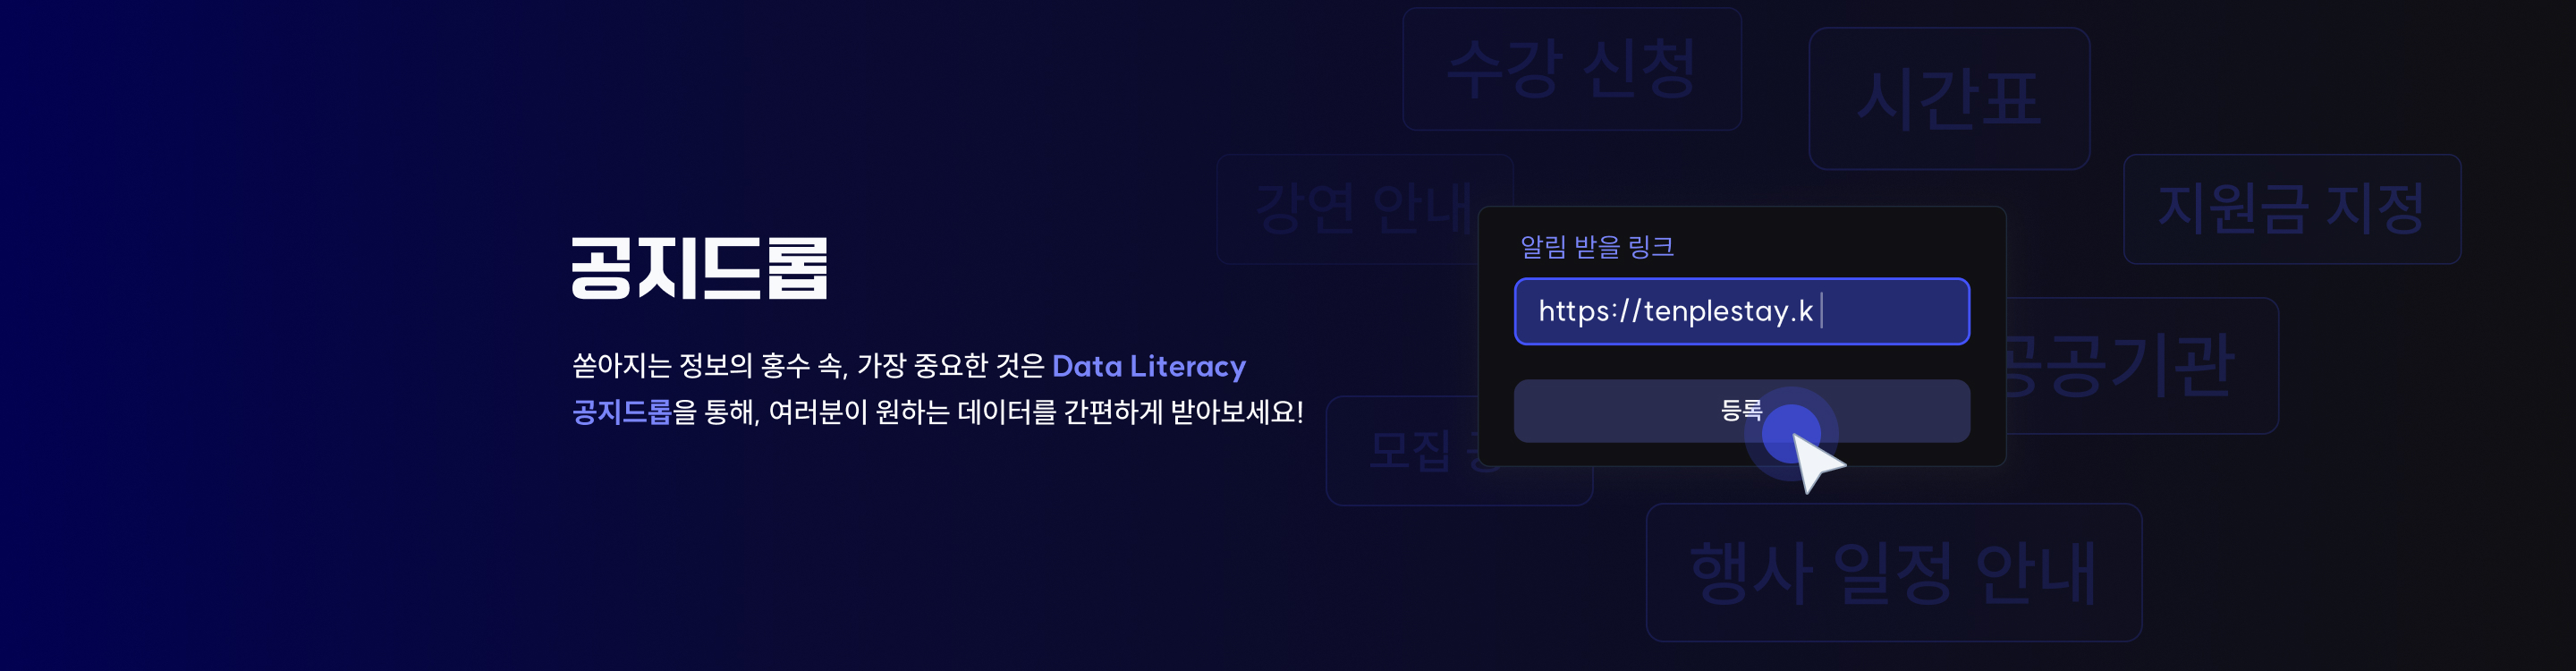 공지드롭
쏟아지는 정보의 홍수 속, 가장 중요한 것은 Data Literacy
공지드롭을 통해, 여러분이 원하는 데이터를 간편하게 받아보세요!
수강 신청
시간표
강연 안내
지원금 지정
알림 받을 링크
https://tenplestay.k
등록
공공기관
모집
행사 일정 안내